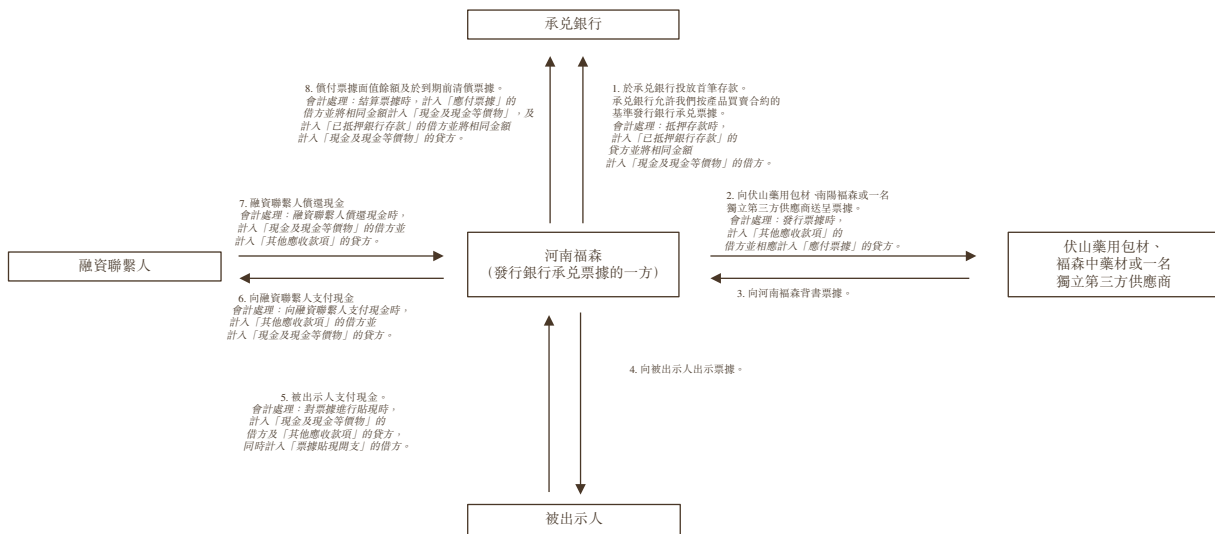 承兑銀行
8. 償付票據面值餘額及於到期前清償票據。
會計處理：結算票據時，計入「應付票據」的
借方並將相同金額計入「現金及現金等價物」，及
計入「已抵押銀行存款」的借方並將相同金額
計入「現金及現金等價物」的貸方。
1. 於承兑銀行投放首筆存款。
承兑銀行允許我們按產品買賣合約的
基準發行銀行承兑票據。
會計處理：抵押存款時，
計入「已抵押銀行存款」的
貸方並將相同金額
計入「現金及現金等價物」的借方。
7. 融資聯繫人償還現金
會計處理：融資聯繫人償還現金時，
計入「現金及現金等價物」的借方並
計入「其他應收款項」的貸方。
2. 向伏山藥用包材、南陽福森或一名
獨立第三方供應商送呈票據。
會計處理：發行票據時，
計入「其他應收款項」的
借方並相應計入「應付票據」的貸方。
融資聯繫人
河南福森
(發行銀行承兑票據的一方)
伏山藥用包材、
福森中藥材或一名
獨立第三方供應商
6. 向融資聯繫人支付現金
會計處理：向融資聯繫人支付現金時，
計入「其他應收款項」的借方並
計入「現金及現金等價物」的貸方。
3. 向河南福森背書票據。
4. 向被出示人出示票據。
5. 被出示人支付現金。
會計處理：對票據進行貼現時，
計入「現金及現金等價物」的
借方及「其他應收款項」的貸方，
同時計入「票據貼現開支」的借方。
被出示人